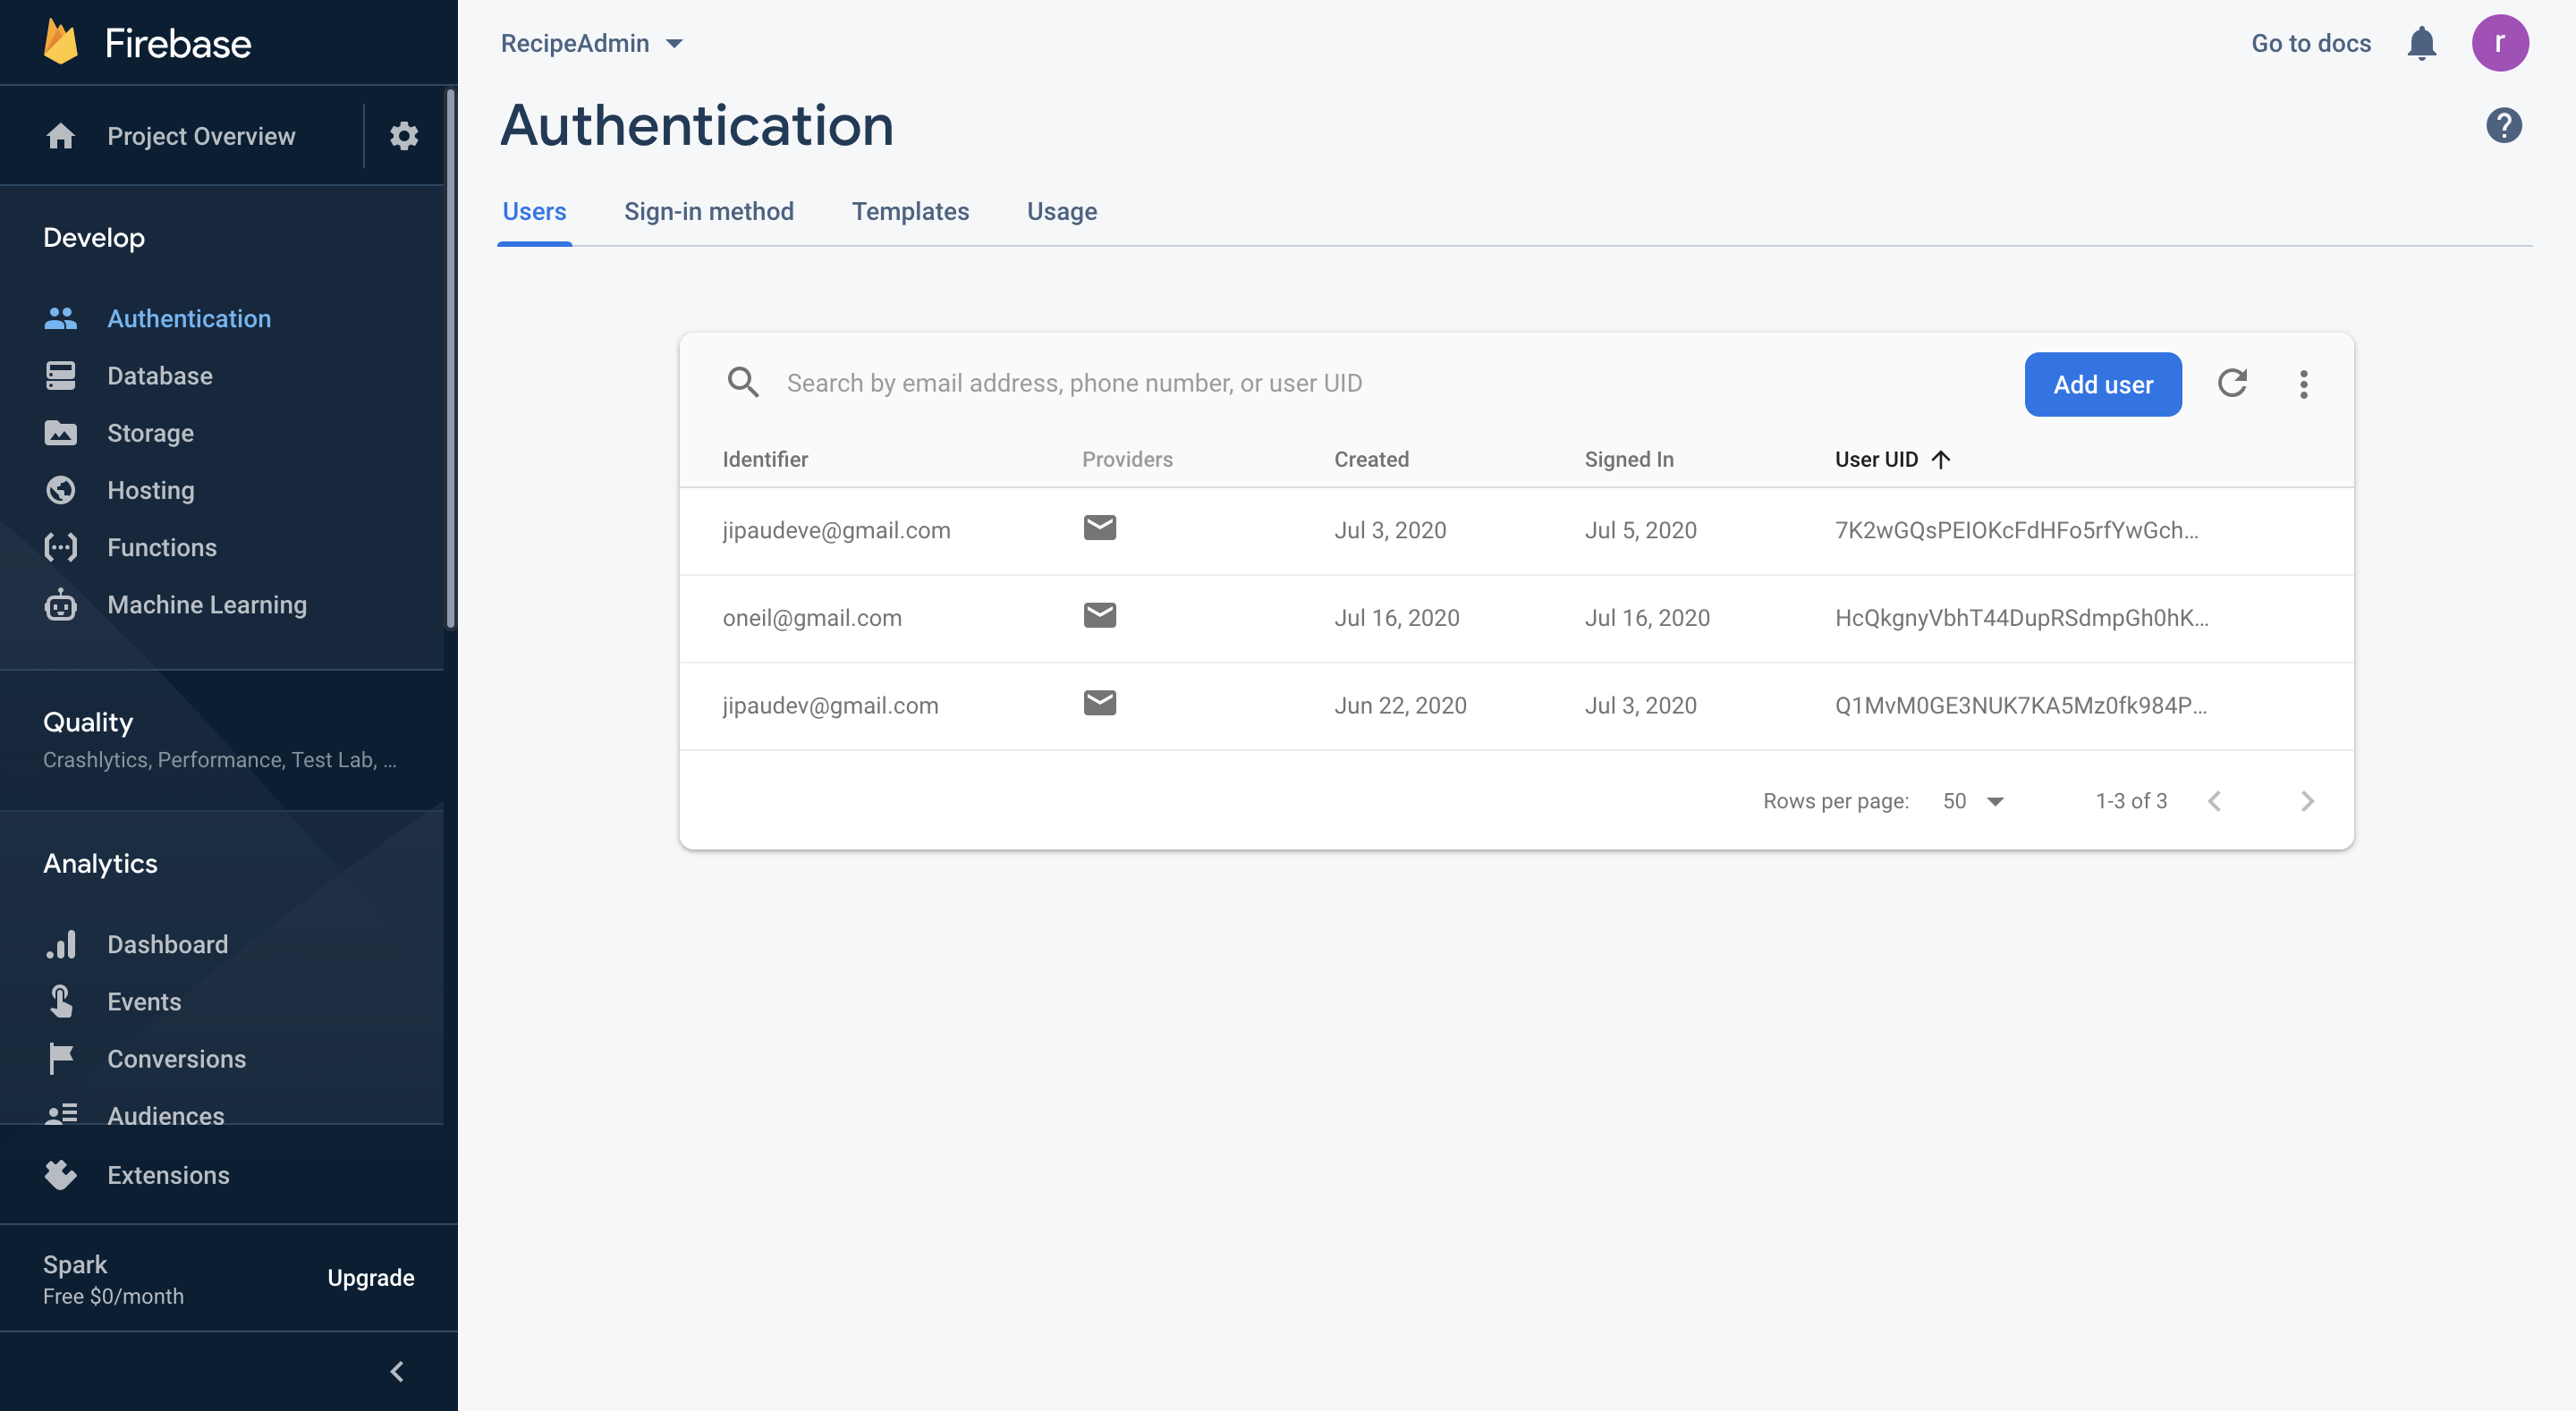 Firebase
Project Overview
Develop
Authentication
Database
Storage
Hosting
Functions
Machine Learning
Quality
Crashlytics, Performance, Test Lab, ...
Analytics
Dashboard
Events
Conversions
Audiences
Extensions
Spark
Free $0/month
Upgrade
RecipeAdmin
Go to docs
r
Authentication
?
Users Sign-in method Templates Usage
Search by email address, phone number, or user UID
Add user
Identifier Providers Created Signed In User UID
jipaudeve@gmail.com Jul 3, 2020 Jul 5, 2020 7K2wGQsPEIOKcFdHFo5rfYwGch...
oneil@gmail.com Jul 16, 2020 Jul 16, 2020 HcQkgnyVbhT44DupRSdmpGh0hK...
jipaudev@gmail.com Jun 22, 2020 Jul 3, 2020 Q1MvM0GE3NUK7KA5Mz0fk984P...
Rows per page: 50 1-3 of 3